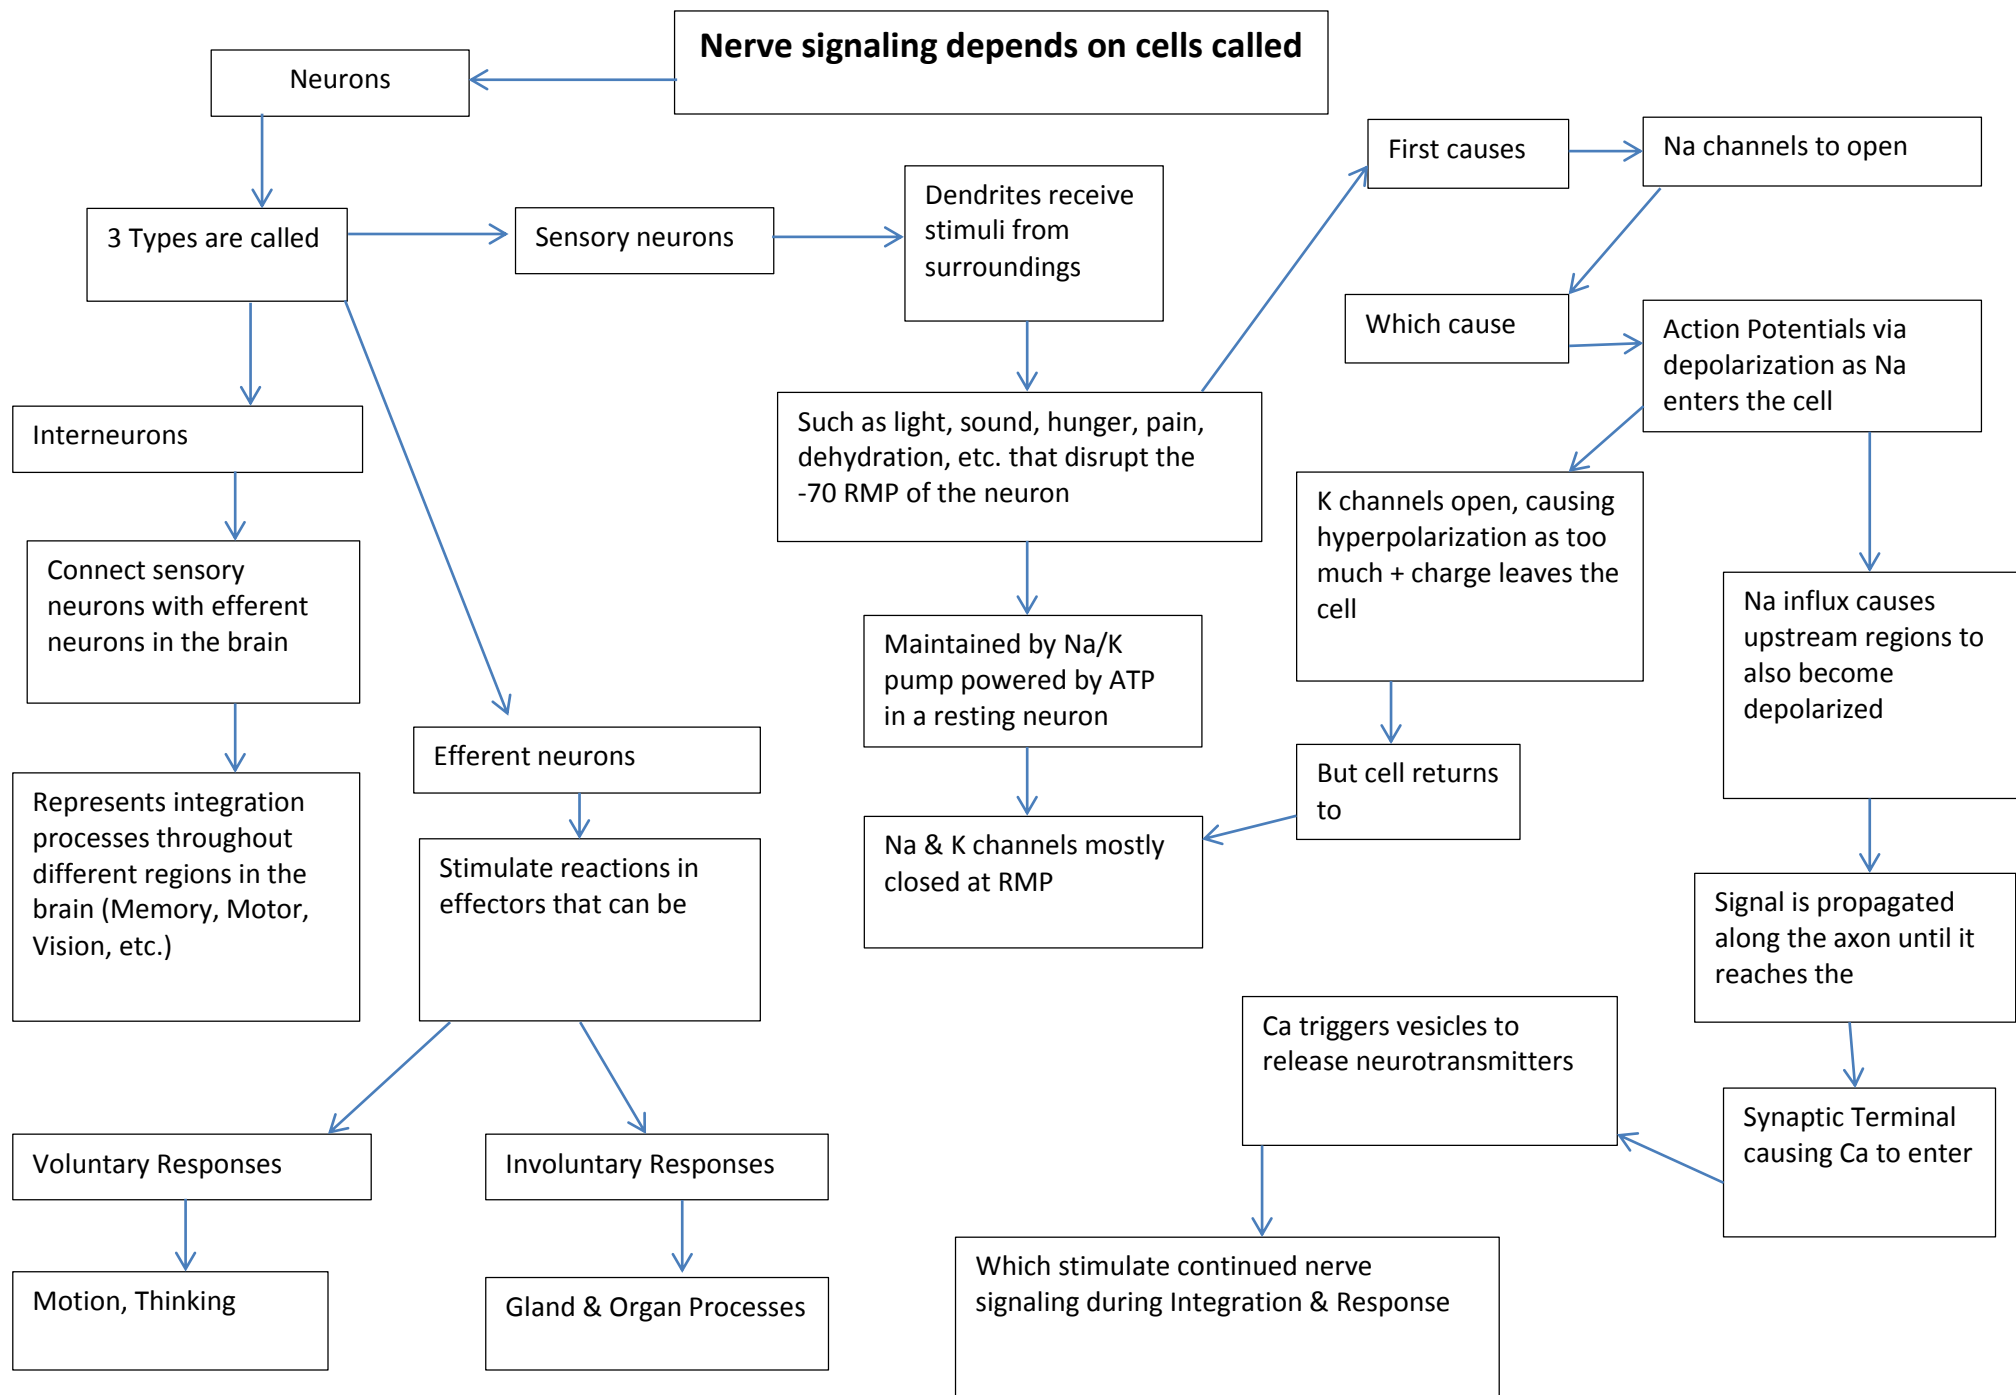 Nerve signaling depends on cells called
Neurons
3 Types are called
Sensory neurons
Dendrites receive
stimuli from
surroundings
First causes
Na channels to open
Which cause
Action Potentials via
depolarization as Na
enters the cell
Interneurons
Such as light, sound, hunger, pain,
dehydration, etc. that disrupt the
-70 RMP of the neuron
K channels open, causing
hyperpolarization as too
much + charge leaves the
cell
Connect sensory
neurons with efferent
neurons in the brain
Na influx causes
upstream regions to
also become
depolarized
Maintained by Na/K
pump powered by ATP
in a resting neuron
Efferent neurons
But cell returns
to
Represents integration
processes throughout
different regions in the
brain (Memory, Motor,
Vision, etc.)
Stimulate reactions in
effectors that can be
Na & K channels mostly
closed at RMP
Signal is propagated
along the axon until it
reaches the
Ca triggers vesicles to
release neurotransmitters
Synaptic Terminal
causing Ca to enter
Voluntary Responses
Involuntary Responses
Motion, Thinking
Gland & Organ Processes
Which stimulate continued nerve
signaling during Integration & Response